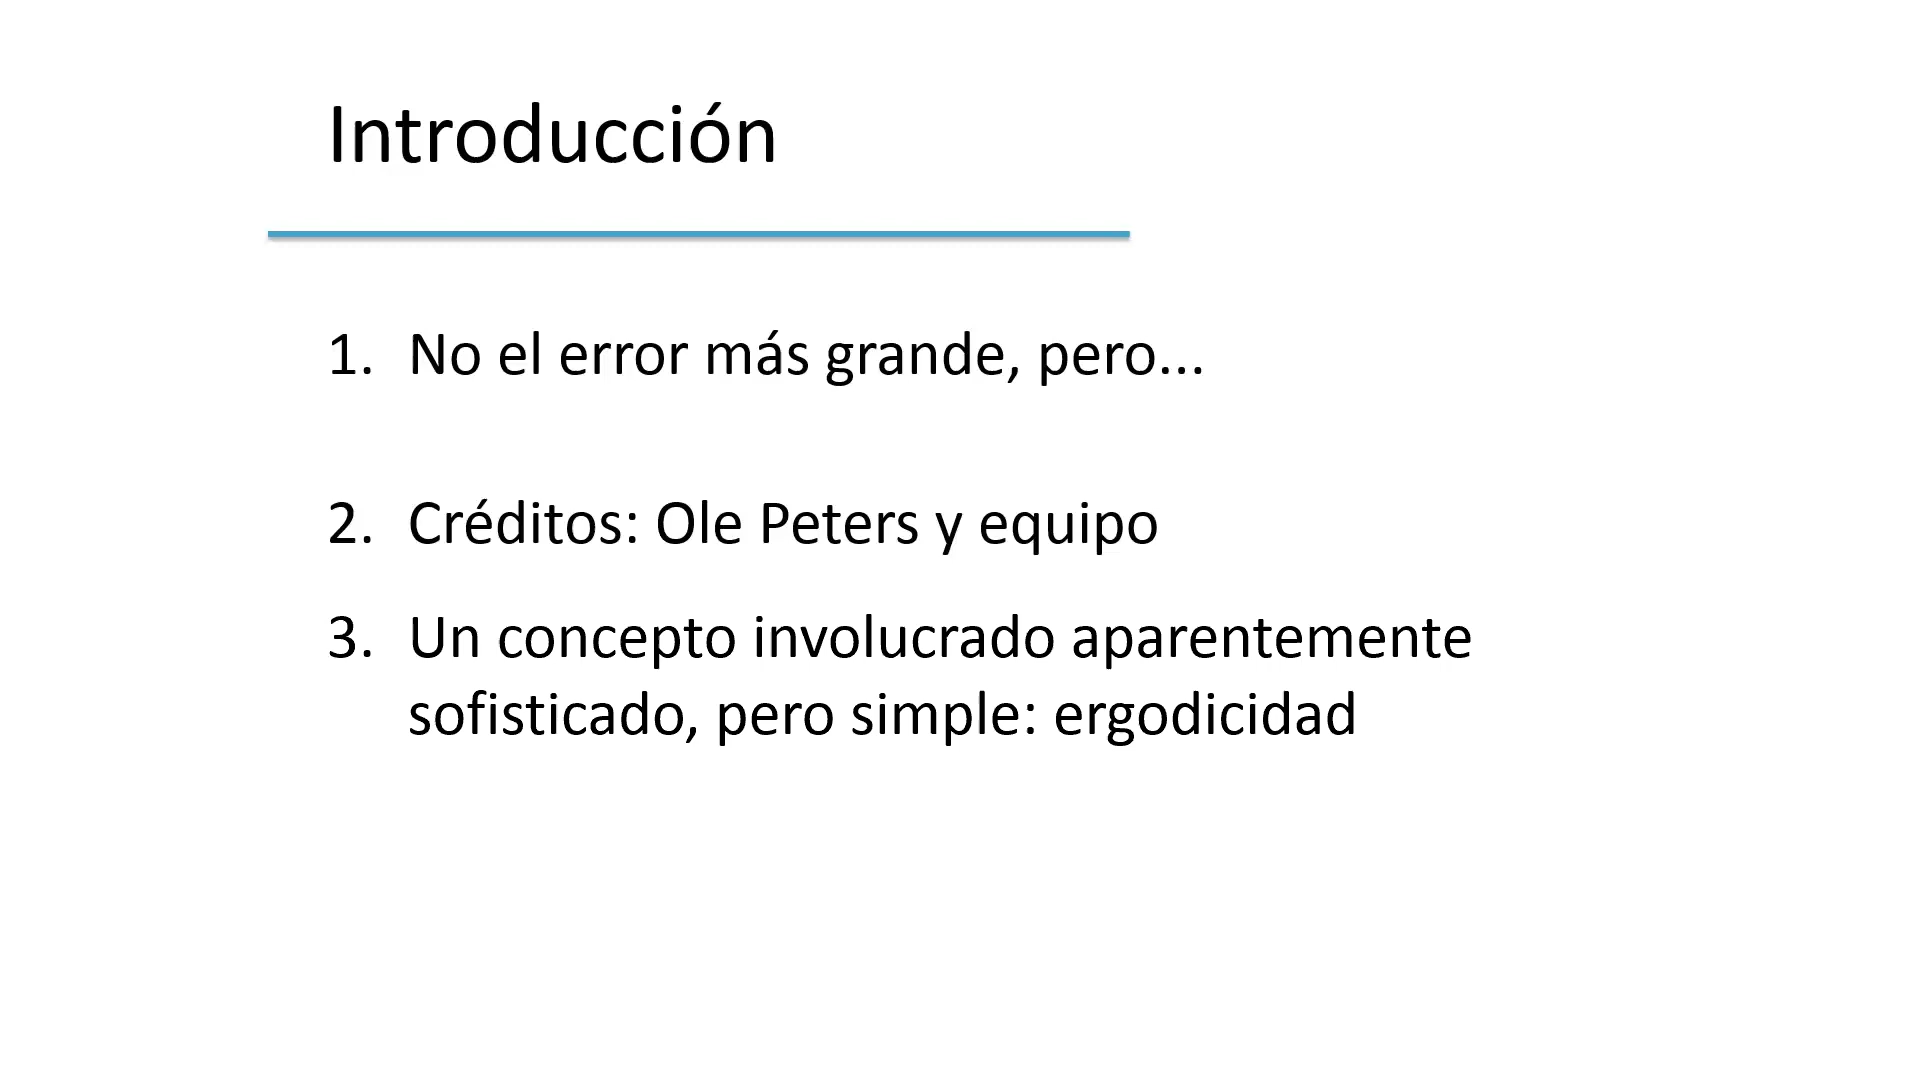 Introducción
1. No el error más grande, pero...
2. Créditos: Ole Peters y equipo
3. Un concepto involucrado aparentemente
sofisticado, pero simple: ergodicidad